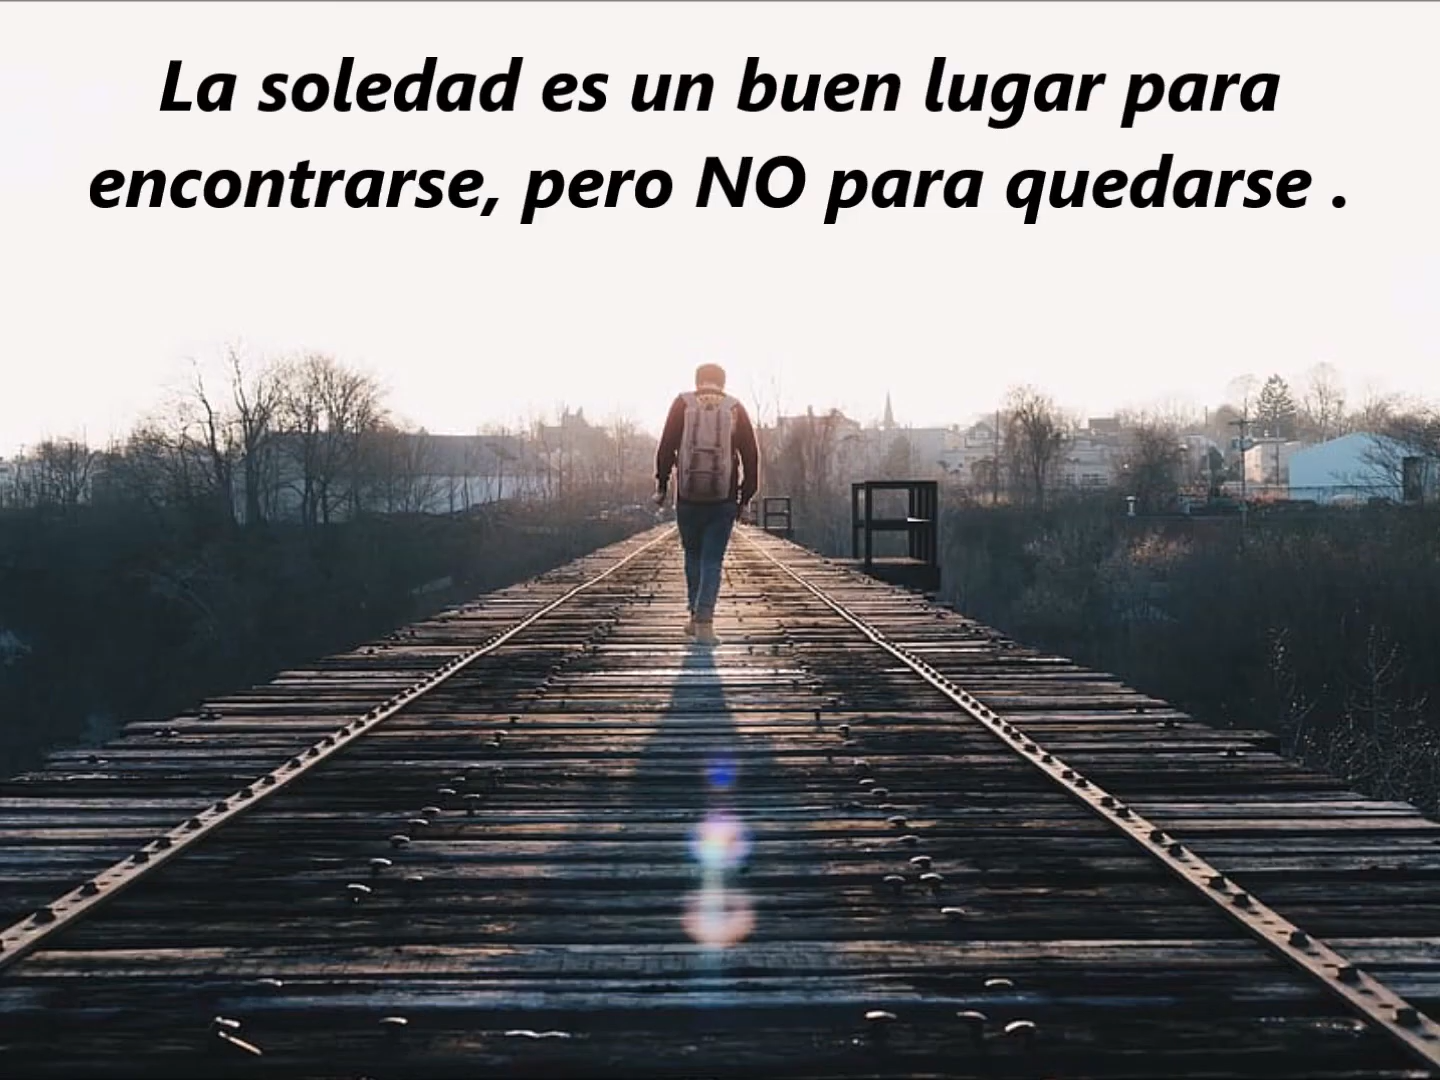 La soledad es un buen lugar para
encontrarse, pero NO para quedarse .